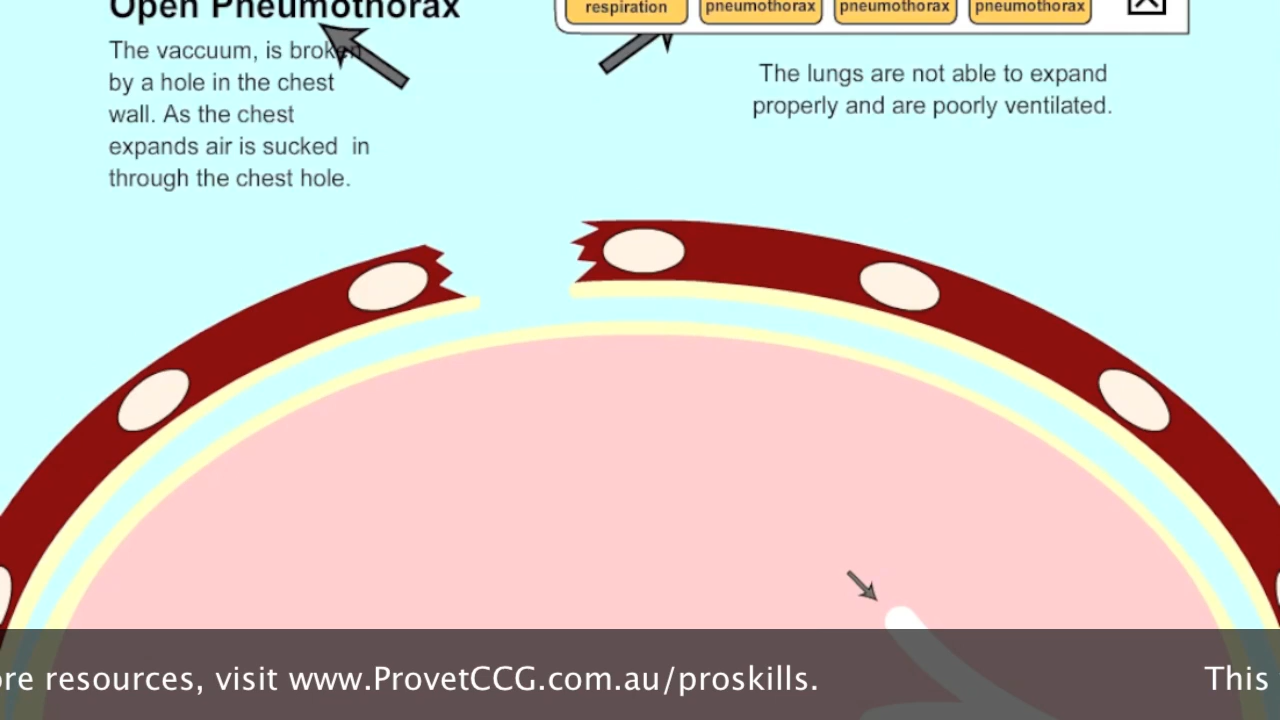 Open Pneumothorax
respiration
pneumothorax
pneumothorax
pneumothorax
The vaccuum, is broken
by a hole in the chest
wall. As the chest
expands air is sucked in
through the chest hole.
The lungs are not able to expand
properly and are poorly ventilated.
resources, visit www.ProvetCCG.com.au/proskills. This